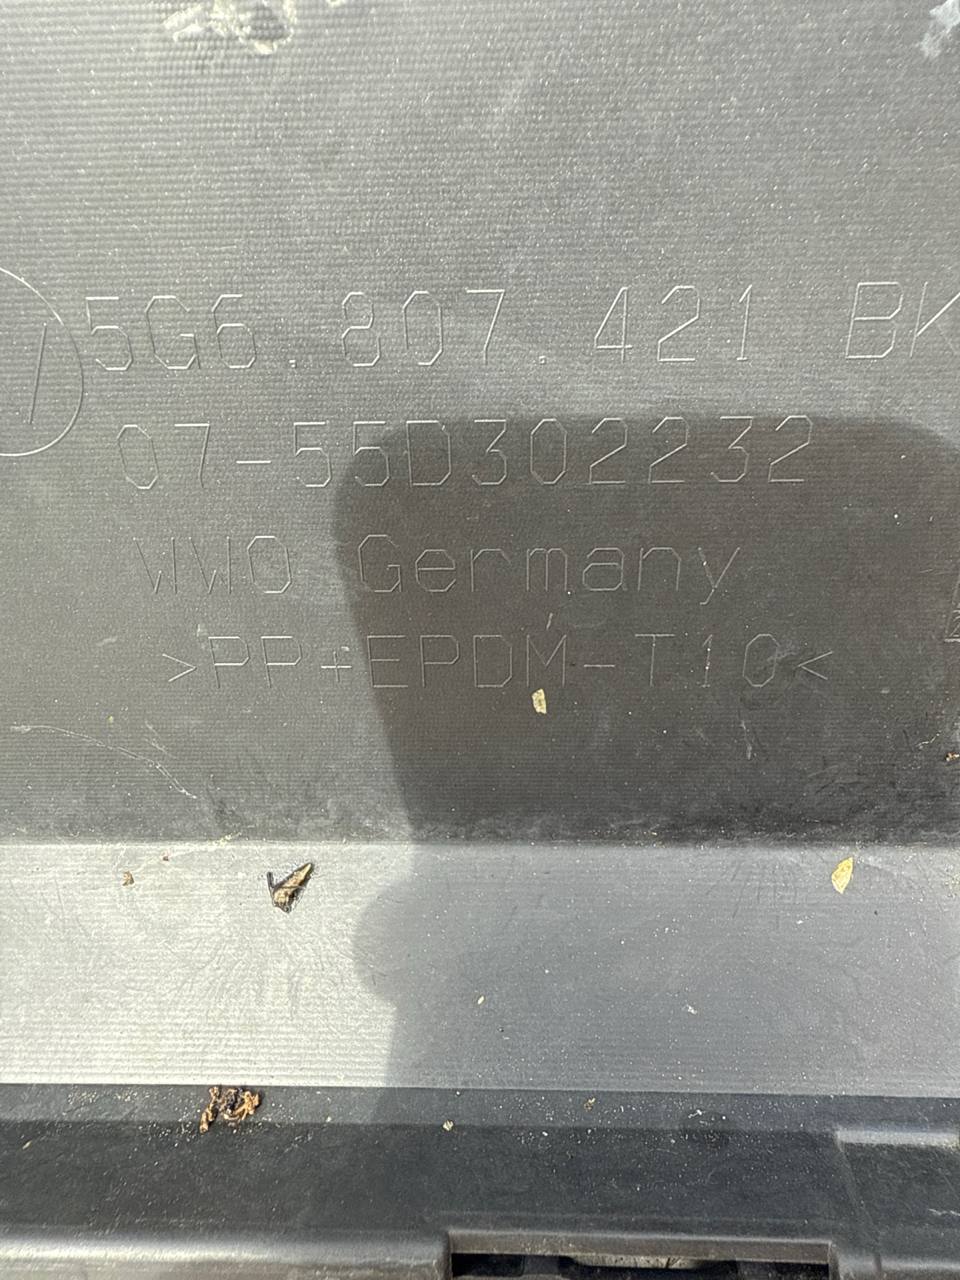 5G6.807.421 BK
07-55D302232
WWO Germany
>PP+EPDM-T10<